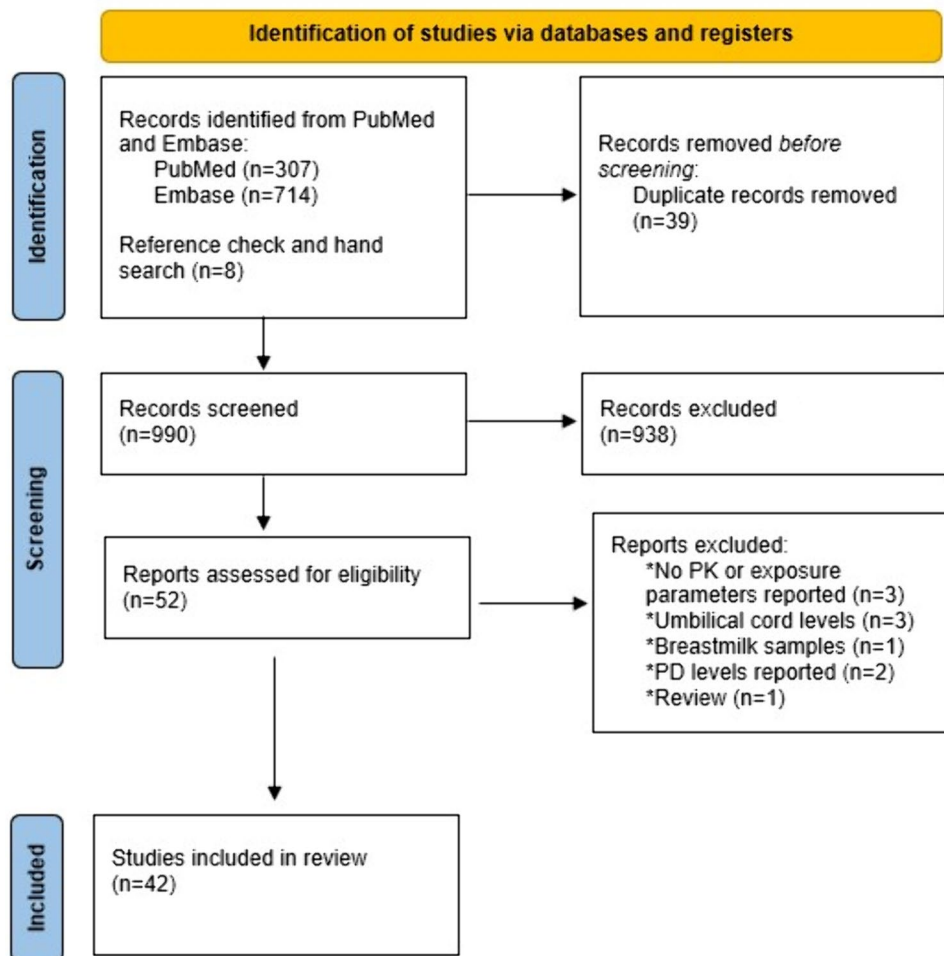 Identification of studies via databases and registers
Identification
Records identified from PubMed
and Embase:
PubMed (n=307)
Embase (n=714)
Reference check and hand
search (n=8)
Records removed before
screening:
Duplicate records removed
(n=39)
Screening
Records screened
(n=990)
Records excluded
(n=938)
Reports assessed for eligibility
(n=52)
Reports excluded:
*No PK or exposure
parameters reported (n=3)
*Umbilical cord levels (n=3)
*Breastmilk samples (n=1)
*PD levels reported (n=2)
*Review (n=1)
Included
Studies included in review
(n=42)